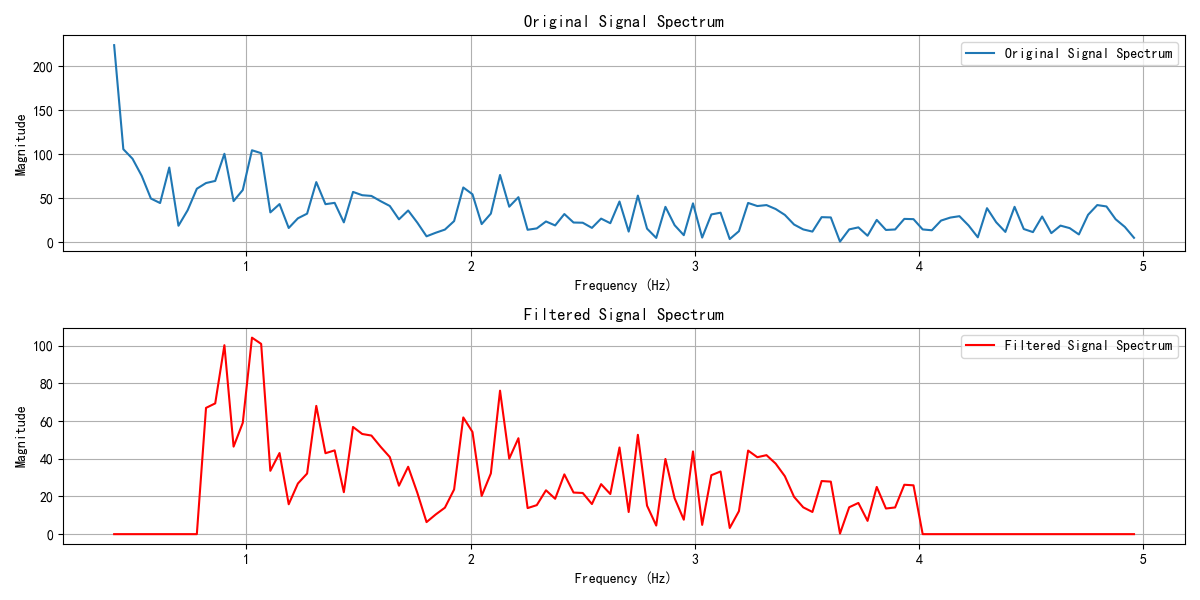 Original Signal Spectrum
Original Signal Spectrum
Magnitude
200
150
100
50
0
1 2 3 4 5
Frequency (Hz)
Filtered Signal Spectrum
Filtered Signal Spectrum
Magnitude
100
80
60
40
20
0
1 2 3 4 5
Frequency (Hz)